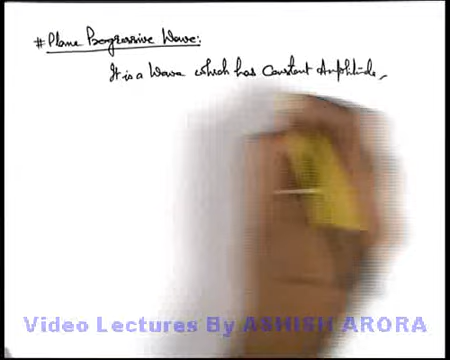 # Plane Progressive Wave:
It is a Wave which has Constant Amplitude,
Video Lectures By ASHISH ARORA